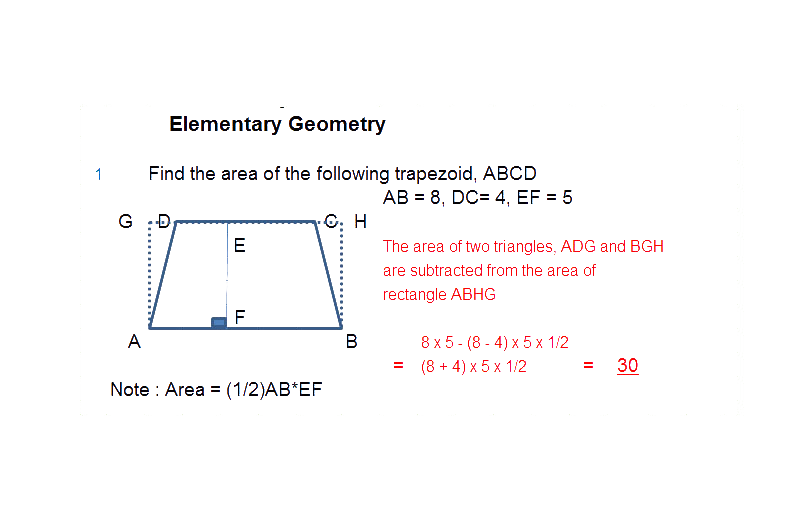 Elementary Geometry
1 Find the area of the following trapezoid, ABCD
AB = 8, DC= 4, EF = 5
G D C H
E
The area of two triangles, ADG and BGH
are subtracted from the area of
rectangle ABHG
F
A B
8 x 5 - (8 - 4) x 5 x 1/2
= (8 + 4) x 5 x 1/2 = 30
Note : Area = (1/2)AB*EF